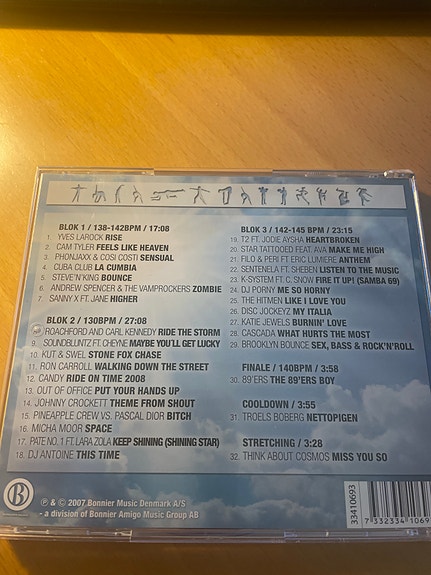 BLOK 1 / 138-142BPM / 17:08
1. YVES LAROCK RISE
2. CAM TYLER FEELS LIKE HEAVEN
3. PHONJAXX & COSI COSTI SENSUAL
4. CUBA CLUB LA CUMBIA
5. STEVE'N'KING BOUNCE
6. ANDREW SPENCER & THE VAMPROCKERS ZOMBIE
7. SANNY X FT. JANE HIGHER
BLOK 2 / 130BPM / 27:08
ROACHFORD AND CARL KENNEDY RIDE THE STORM
9. SOUNDBLUNTZ FT. CHEYNE MAYBE YOU'LL GET LUCKY
10. KUT & SWEL STONE FOX CHASE
11. RON CARROLL WALKING DOWN THE STREET
12. CANDY RIDE ON TIME 2008
13. OUT OF OFFICE PUT YOUR HANDS UP
14. JOHNNY CROCKETT THEME FROM SHOUT
15. PINEAPPLE CREW VS. PASCAL DIOR BITCH
16. MICHA MOOR SPACE
17. PATE NO. 1 FT. LARA ZOLA KEEP SHINING (SHINING STAR)
18. DJ ANTOINE THIS TIME
BLOK 3 / 142-145 BPM / 23:15
19. T2 FT. JODIE AYSHA HEARTBROKEN
20. STAR TATTOOED FEAT. AVA MAKE ME HIGH
21. FILO & PERI FT. ERIC LUMIERE ANTHEM
22. SENTENELA FT. SHEBEN LISTEN TO THE MUSIC
23. K-SYSTEM FT. C. SNOW FIRE IT UP! (SAMBA 69)
24. DJ PORNY ME SO HORNY
25. THE HITMEN LIKE I LOVE YOU
26. DISC JOCKEYZ MY ITALIA
27. KATIE JEWELS BURNIN' LOVE
28. CASCADA WHAT HURTS THE MOST
29. BROOKLYN BOUNCE SEX, BASS & ROCK'N'ROLL
FINALE / 140BPM / 3:58
30. 89'ERS THE 89'ERS BOY
COOLDOWN / 3:55
31. TROELS BOBERG NETTOPIGEN
STRETCHING / 3:28
32. THINK ABOUT COSMOS MISS YOU SO
B
℗ & © 2007 Bonnier Music Denmark A/S
- a division of Bonnier Amigo Music Group AB
33410693
7 332334 1069